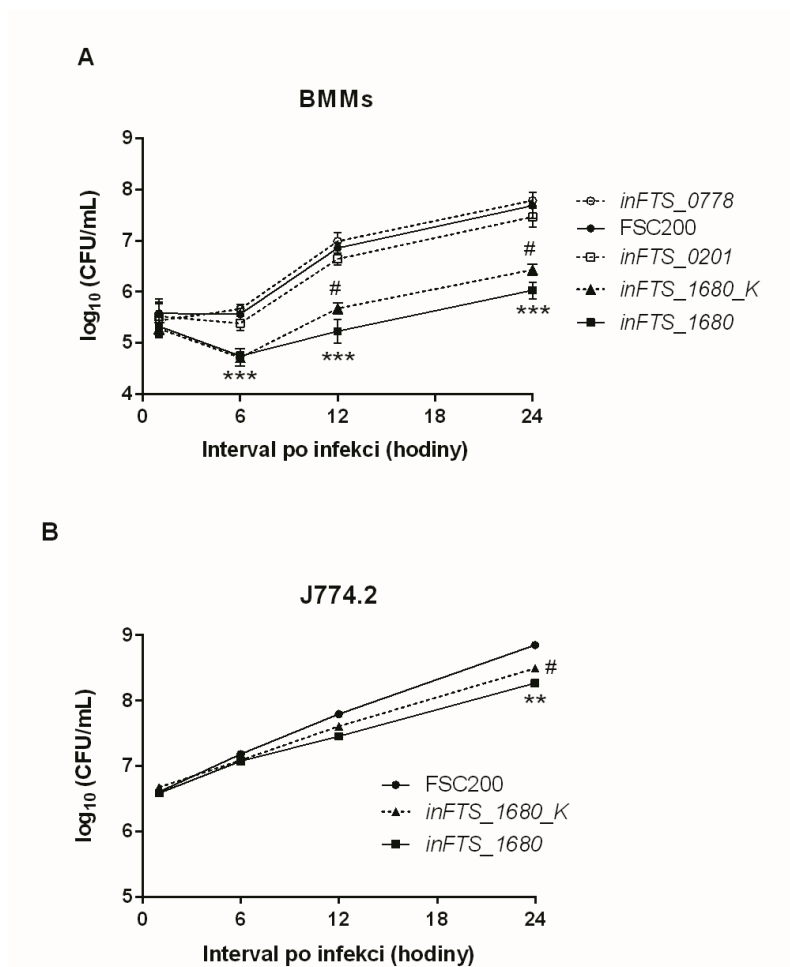 A
BMMs
9
8
7
6
5
4
log10 (CFU/mL)
#
#
***
***
***
0
6
12
18
24
Interval po infekci (hodiny)
inFTS_0778
FSC200
inFTS_0201
inFTS_1680_K
inFTS_1680
B
J774.2
9
8
7
6
5
log10 (CFU/mL)
#
**
FSC200
inFTS_1680_K
inFTS_1680
0
6
12
18
24
Interval po infekci (hodiny)